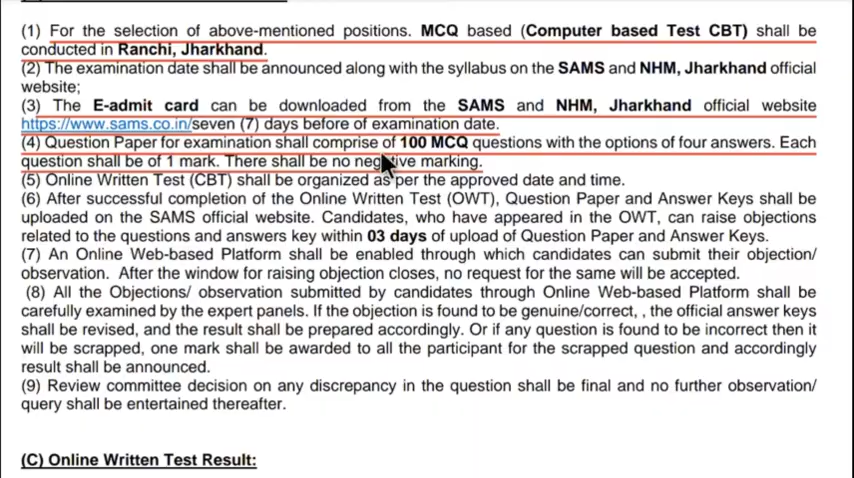 (1) For the selection of above-mentioned positions. MCQ based (Computer based Test CBT) shall be
conducted in Ranchi, Jharkhand.
(2) The examination date shall be announced along with the syllabus on the SAMS and NHM, Jharkhand official
website;
(3) The E-admit card can be downloaded from the SAMS and NHM, Jharkhand official website
https://www.sams.co.in/seven (7) days before of examination date.
(4) Question Paper for examination shall comprise of 100 MCQ questions with the options of four answers. Each
question shall be of 1 mark. There shall be no negative marking.
(5) Online Written Test (CBT) shall be organized as per the approved date and time.
(6) After successful completion of the Online Written Test (OWT), Question Paper and Answer Keys shall be
uploaded on the SAMS official website. Candidates, who have appeared in the OWT, can raise objections
related to the questions and answers key within 03 days of upload of Question Paper and Answer Keys.
(7) An Online Web-based Platform shall be enabled through which candidates can submit their objection/
observation. After the window for raising objection closes, no request for the same will be accepted.
(8) All the Objections/ observation submitted by candidates through Online Web-based Platform shall be
carefully examined by the expert panels. If the objection is found to be genuine/correct, , the official answer keys
shall be revised, and the result shall be prepared accordingly. Or if any question is found to be incorrect then it
will be scrapped, one mark shall be awarded to all the participant for the scrapped question and accordingly
result shall be announced.
(9) Review committee decision on any discrepancy in the question shall be final and no further observation/
query shall be entertained thereafter.
(C) Online Written Test Result: